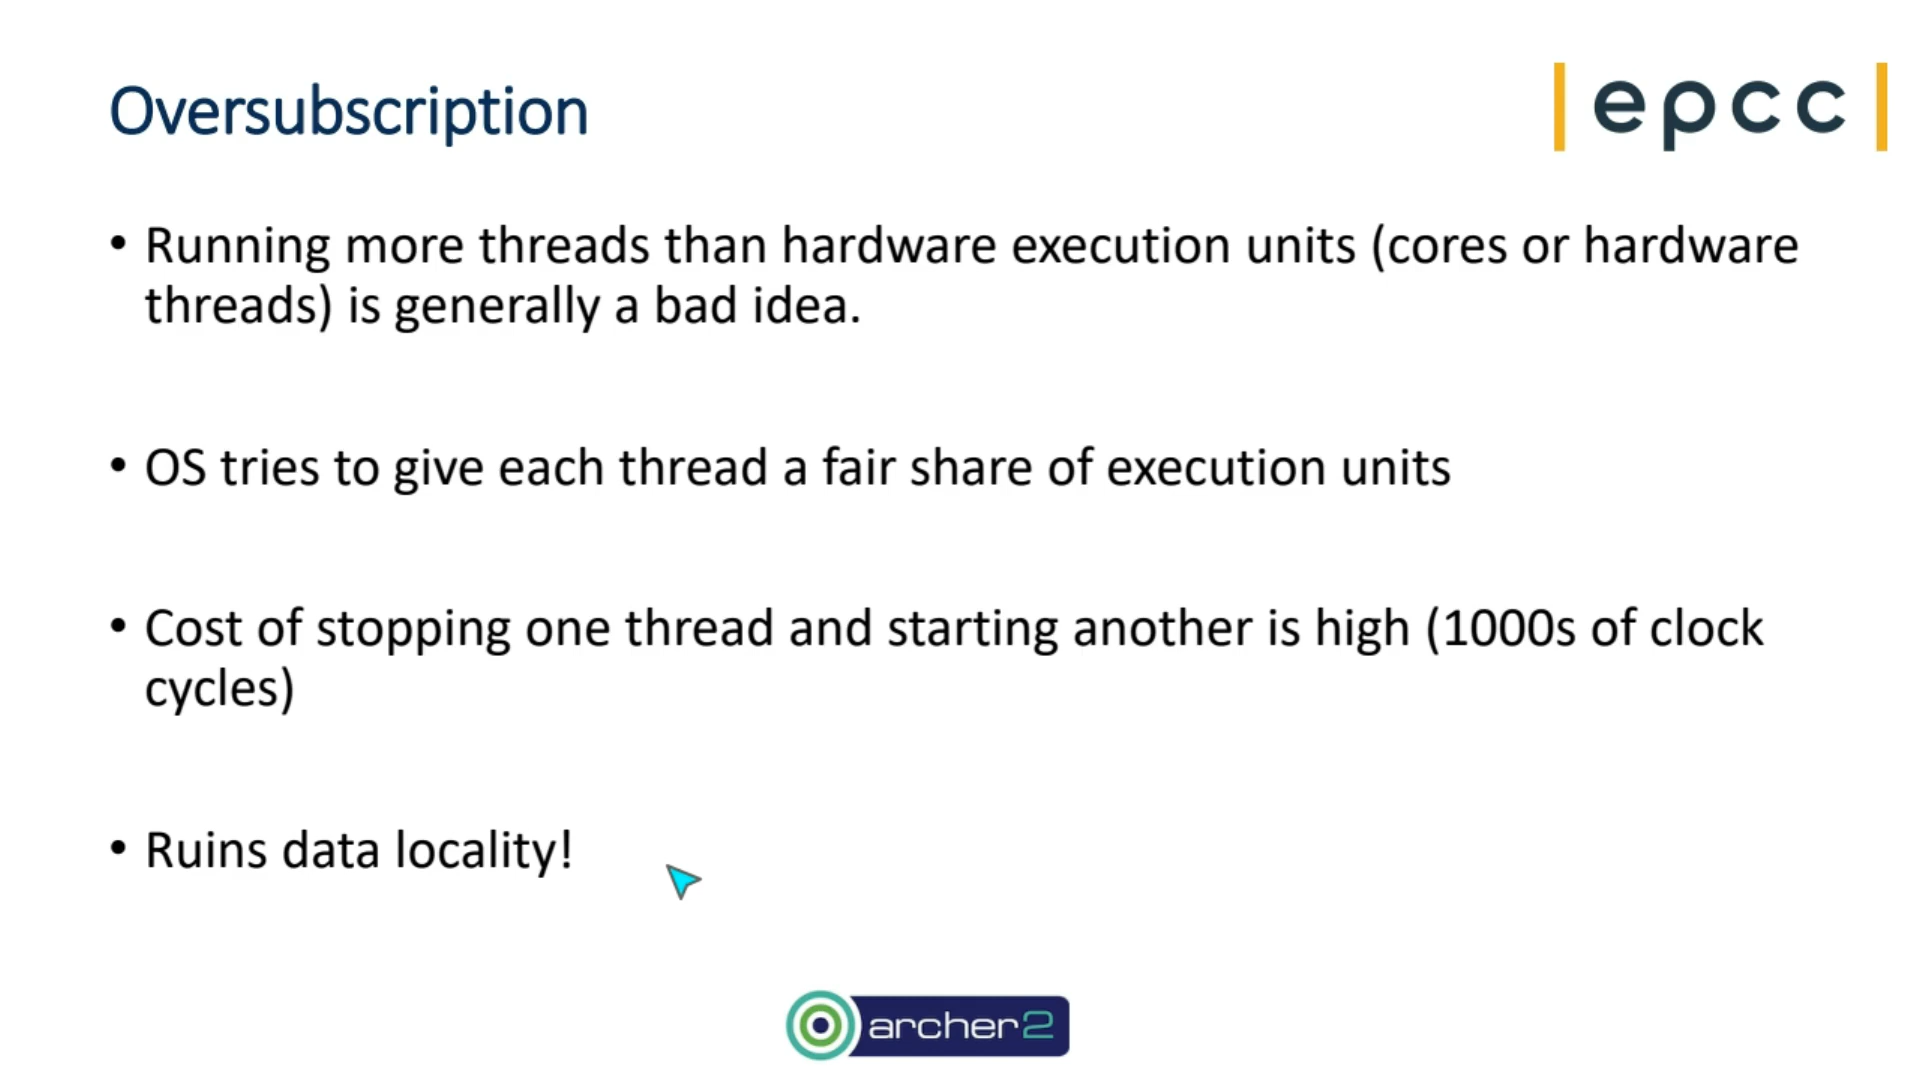 Oversubscription
|epcc|
• Running more threads than hardware execution units (cores or hardware
threads) is generally a bad idea.
• OS tries to give each thread a fair share of execution units
• Cost of stopping one thread and starting another is high (1000s of clock
cycles)
• Ruins data locality!
archer2